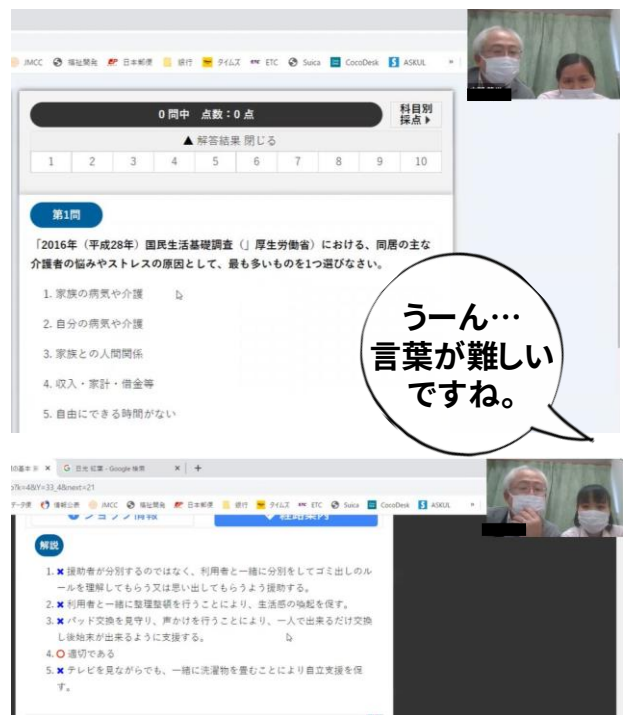 JMCC 福祉開発 日本郵便 銀行 タイムズ ETC Suica CocoDesk ASKUL »
0問中 点数：0点
科目別
採点▶
▲ 解答結果 閉じる
1 2 3 4 5 6 7 8 9 10
第1問
「2016年（平成28年）国民生活基礎調査（」厚生労働省）における、同居の主な
介護者の悩みやストレスの原因として、最も多いものを1つ選びなさい。
1. 家族の病気や介護
2. 自分の病気や介護
3. 家族との人間関係
4. 収入・家計・借金等
5. 自由にできる時間がない
うーん…
言葉が難しい
ですね。
G 日光 紅葉 - Google 検索 × +
?k=48&Y=33_4&next=21
情報公表 JMCC 福祉開発 日本郵便 銀行 タイムズ ETC Suica CocoDesk ASKUL »
解説
1. ✖ 援助者が分別するのではなく、利用者と一緒に分別をしてゴミ出しのル
ールを理解してもらう又は思い出してもらうよう援助する。
2. ✖ 利用者と一緒に整理整頓を行うことにより、生活感の喚起を促す。
3. ✖ パッド交換を見守り、声かけを行うことにより、一人で出来るだけ交換
し後始末が出来るように支援する。
4. ⭕ 適切である
5. ✖ テレビを見ながらでも、一緒に洗濯物を畳むことにより自立支援を促
す。